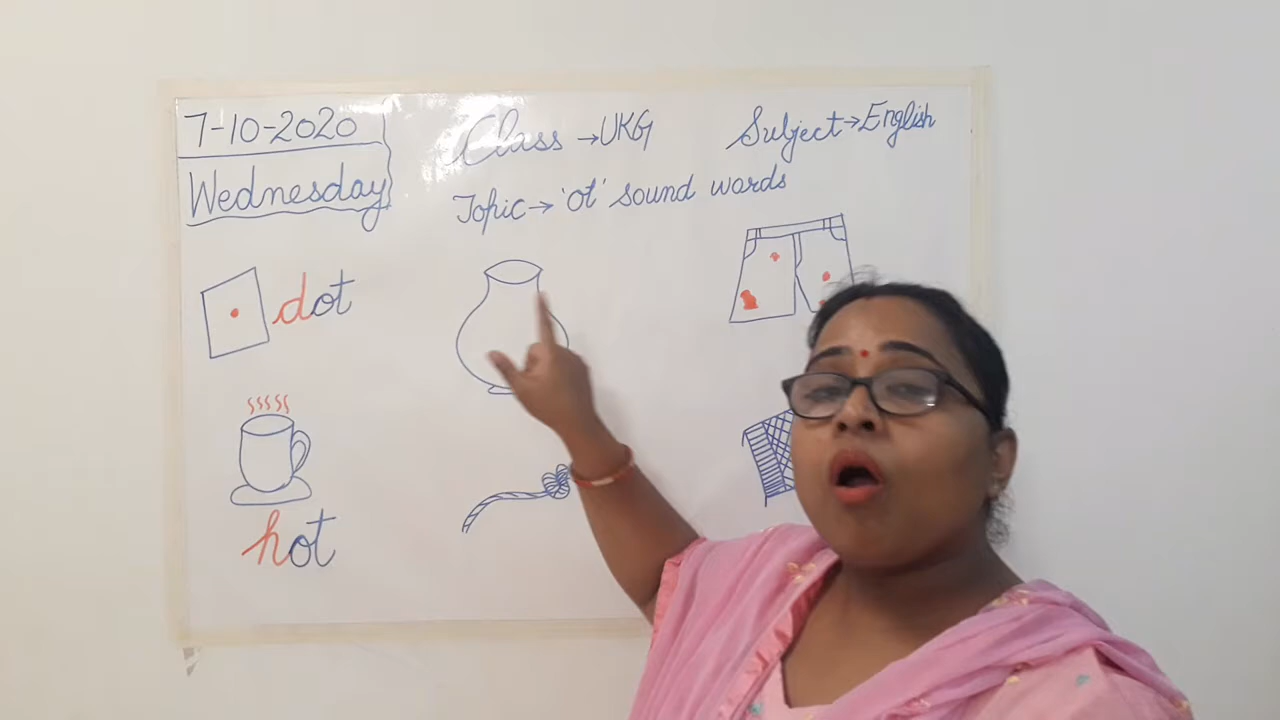 7-10-2020
Wednesday
Class → UKG
Subject → English
Topic → 'ot' sound words
dot
hot